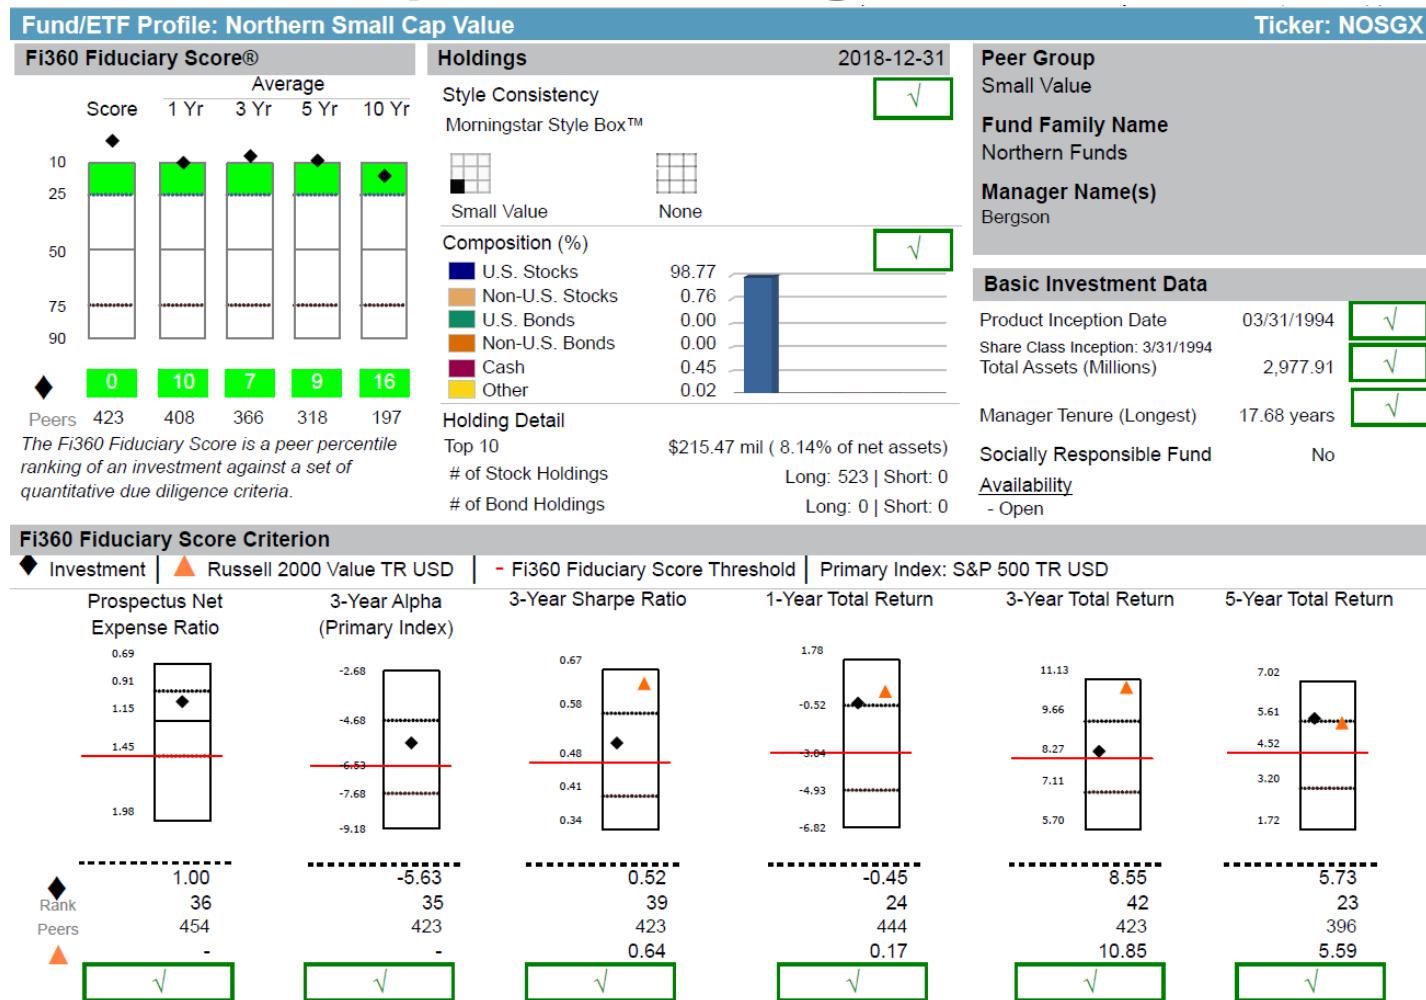 Fund/ETF Profile: Northern Small Cap Value Ticker: NOSGX
Fi360 Fiduciary Score®
Average
Score 1 Yr 3 Yr 5 Yr 10 Yr
10
25
50
75
90
0 10 7 9 16
Peers 423 408 366 318 197
The Fi360 Fiduciary Score is a peer percentile
ranking of an investment against a set of
quantitative due diligence criteria.
Holdings 2018-12-31
Style Consistency √
Morningstar Style Box™
Small Value None
Composition (%) √
U.S. Stocks 98.77
Non-U.S. Stocks 0.76
U.S. Bonds 0.00
Non-U.S. Bonds 0.00
Cash 0.45
Other 0.02
Holding Detail
Top 10 $215.47 mil ( 8.14% of net assets)
# of Stock Holdings Long: 523 | Short: 0
# of Bond Holdings Long: 0 | Short: 0
Peer Group
Small Value
Fund Family Name
Northern Funds
Manager Name(s)
Bergson
Basic Investment Data
Product Inception Date 03/31/1994 √
Share Class Inception: 3/31/1994
Total Assets (Millions) 2,977.91 √
Manager Tenure (Longest) 17.68 years √
Socially Responsible Fund No
Availability
- Open
Fi360 Fiduciary Score Criterion
Investment | Russell 2000 Value TR USD | - Fi360 Fiduciary Score Threshold | Primary Index: S&P 500 TR USD
Prospectus Net
Expense Ratio
0.69
0.91
1.15
1.45
1.98
3-Year Alpha
(Primary Index)
-2.68
-4.68
-6.53
-7.68
-9.18
3-Year Sharpe Ratio
0.67
0.58
0.48
0.41
0.34
1-Year Total Return
1.78
-0.52
-3.04
-4.93
-6.82
3-Year Total Return
11.13
9.66
8.27
7.11
5.70
5-Year Total Return
7.02
5.61
4.52
3.20
1.72
1.00 -5.63 0.52 -0.45 8.55 5.73
Rank 36 35 39 24 42 23
Peers 454 423 423 444 423 396
- - 0.64 0.17 10.85 5.59
√ √ √ √ √ √